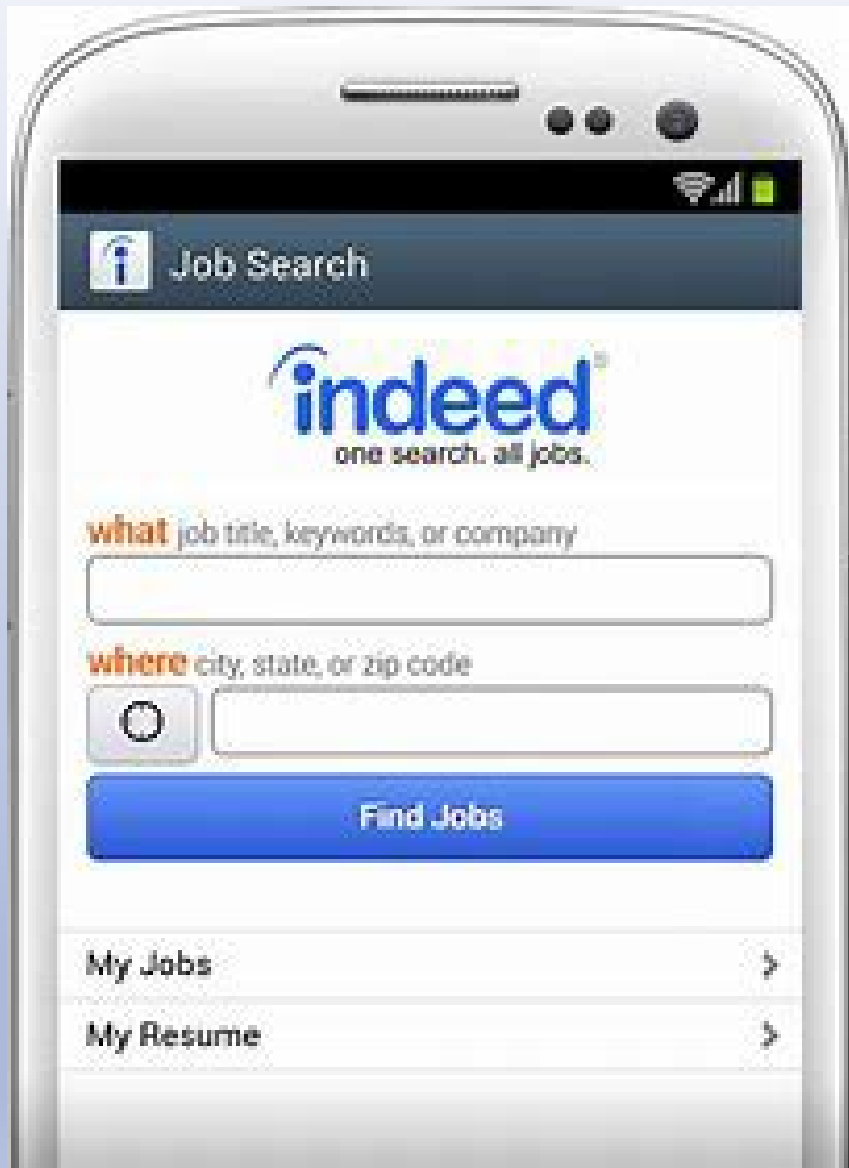 Job Search
indeed®
one search. all jobs.
what job title, keywords, or company
where city, state, or zip code
Find Jobs
My Jobs
My Resume